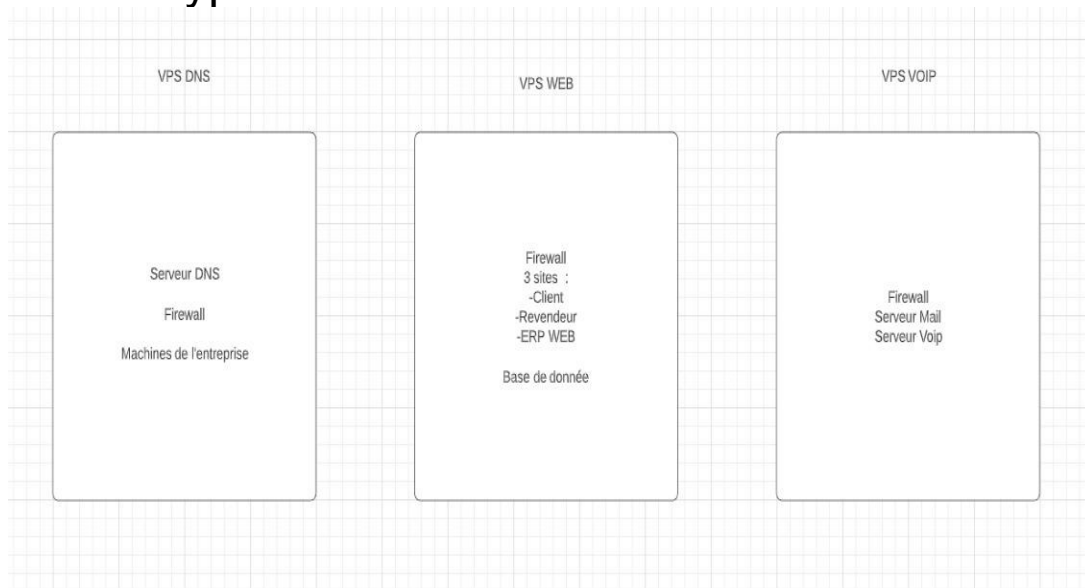 VPS DNS
VPS WEB
VPS VOIP
Serveur DNS
Firewall
Machines de l'entreprise
Firewall
3 sites :
-Client
-Revendeur
-ERP WEB
Base de donnée
Firewall
Serveur Mail
Serveur Voip